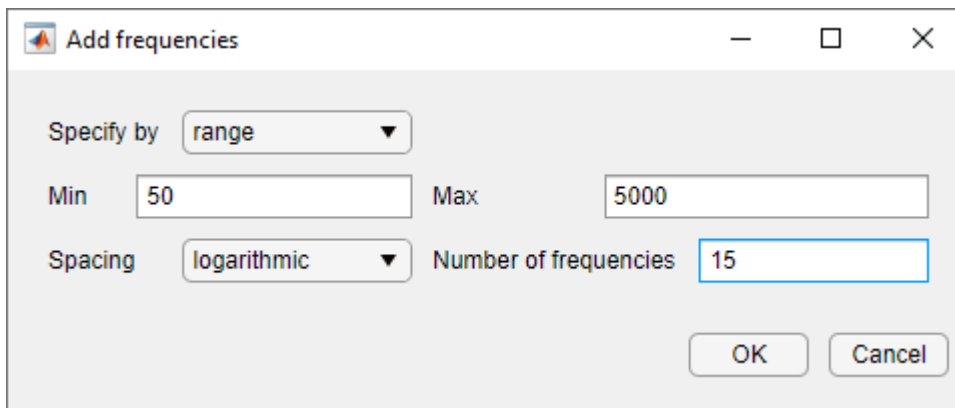 Add frequencies
Specify by range
Min 50 Max 5000
Spacing logarithmic Number of frequencies 15
OK Cancel